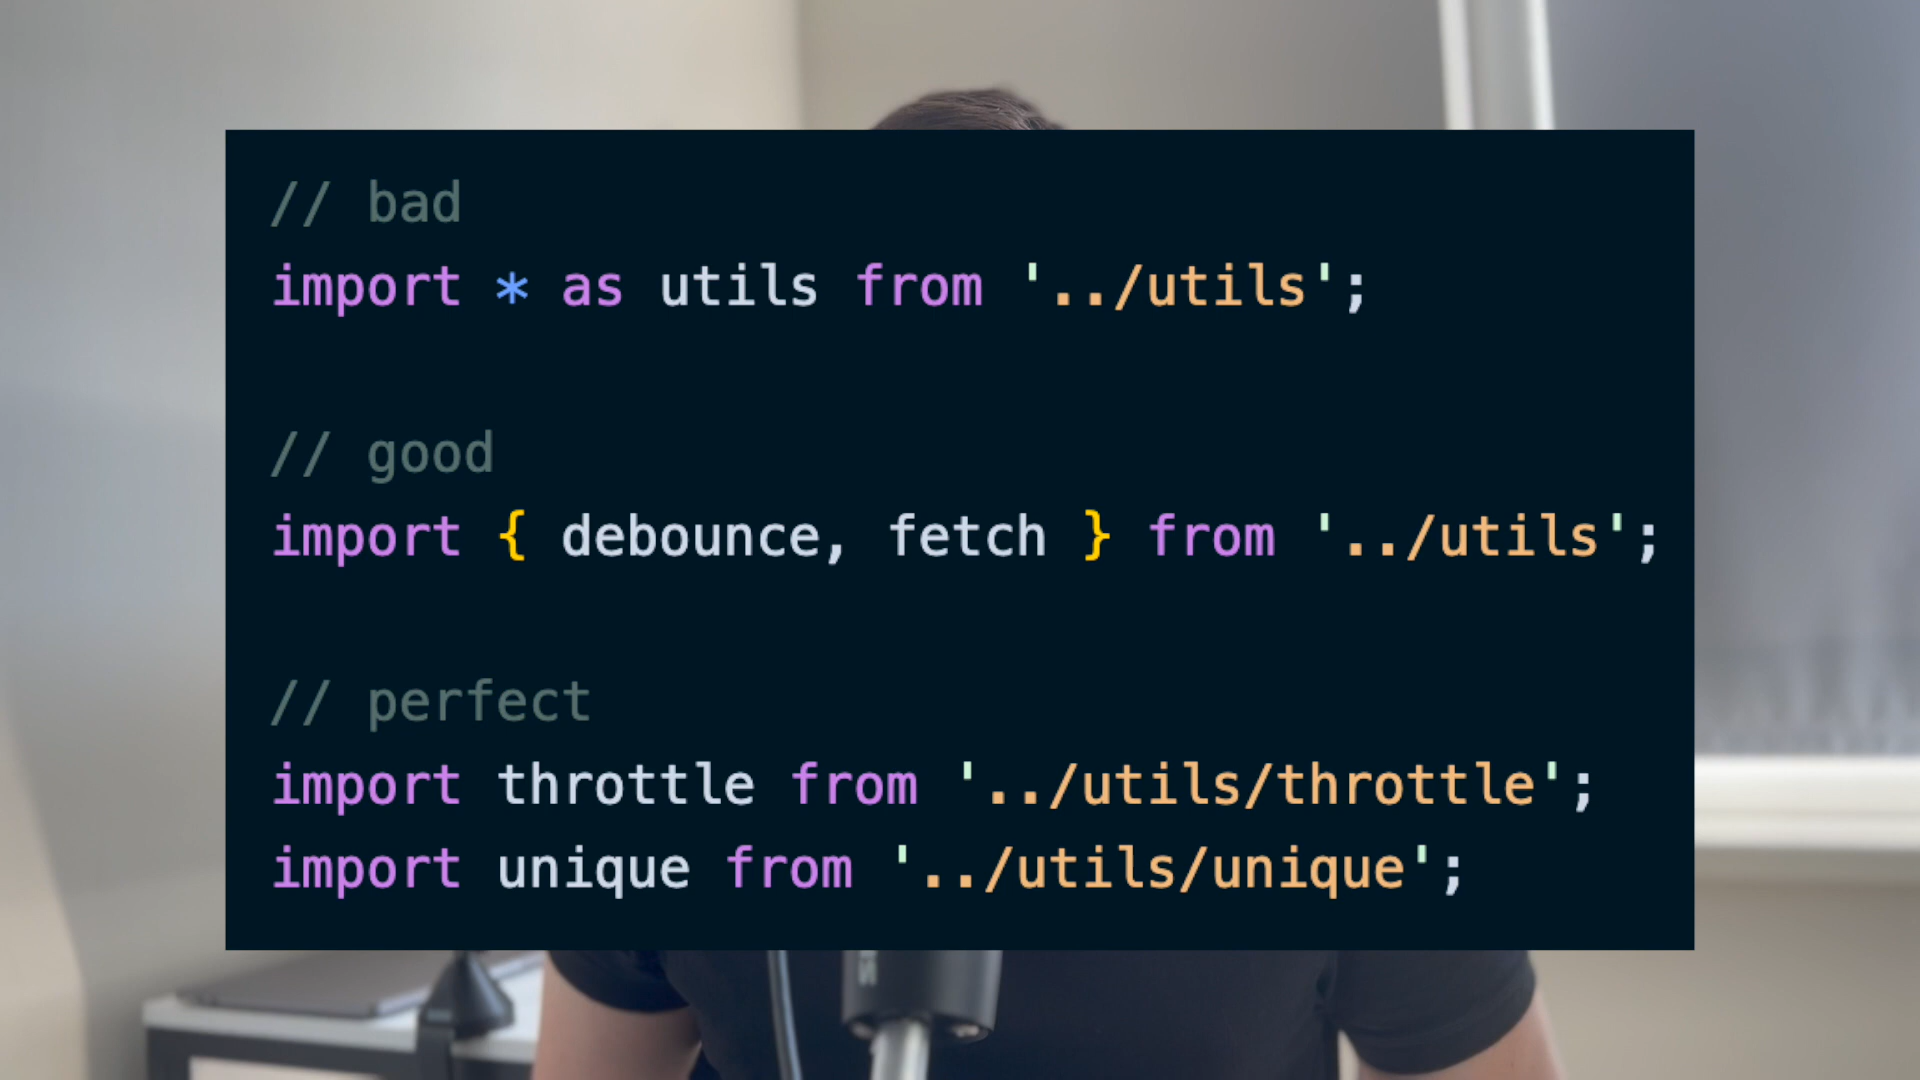 // bad
import * as utils from '../utils';
// good
import { debounce, fetch } from '../utils';
// perfect
import throttle from '../utils/throttle';
import unique from '../utils/unique';